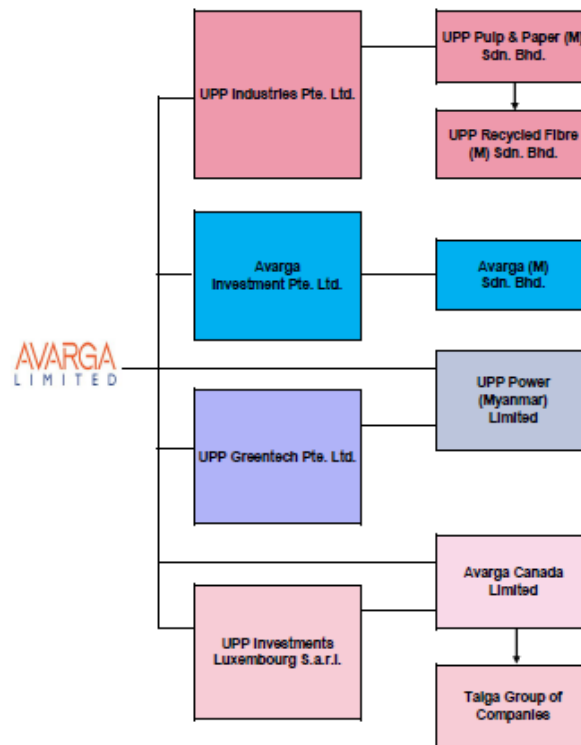 UPP Industries Pte. Ltd.
UPP Pulp & Paper (M)
Sdn. Bhd.
UPP Recycled Fibre
(M) Sdn. Bhd.
Avarga
Investment Pte. Ltd.
Avarga (M)
Sdn. Bhd.
AVARGA
LIMITED
UPP Power
(Myanmar)
Limited
UPP Greentech Pte. Ltd.
Avarga Canada
Limited
UPP Investments
Luxembourg S.a.r.l.
Taiga Group of
Companies